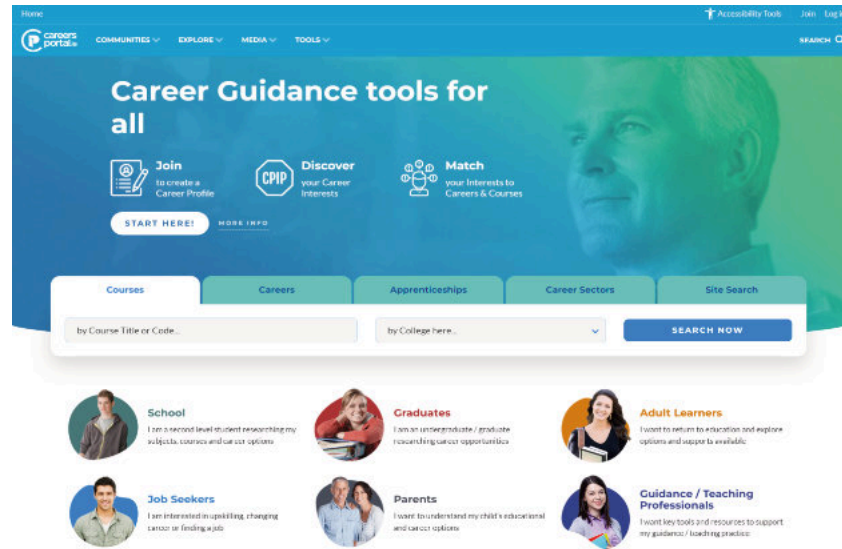 Home Accessibility Tools Join Log
careers portal COMMUNITIES EXPLORE MEDIA TOOLS SEARCH
Career Guidance tools for
all
Join
to create a
Career Profile
CPIP
Discover
your Career
Interests
Match
your Interests to
Careers & Courses
START HERE! MORE INFO
Courses Careers Apprenticeships Career Sectors Site Search
by Course Title or Code... by College here... SEARCH NOW
School
I am a second level student researching my
subjects, courses and career options
Graduates
I am an undergraduate / graduate
researching career opportunities
Adult Learners
I want to return to education and explore
options and supports available
Job Seekers
I am interested in upskilling, changing
career or finding a job
Parents
I want to understand my child's educational
and career options
Guidance / Teaching
Professionals
I want key tools and resources to support
my guidance / teaching practice